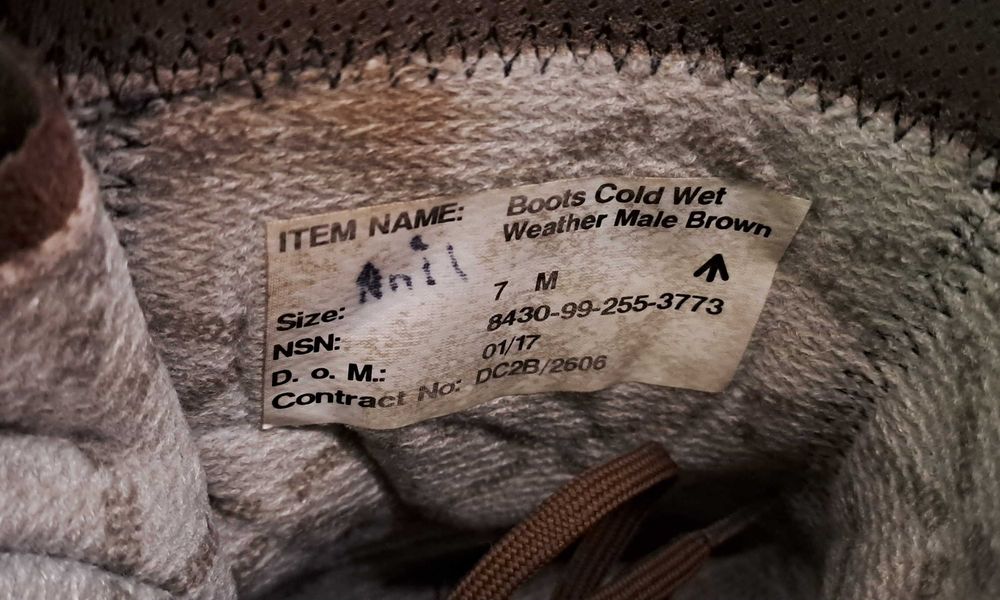 ITEM NAME: Boots Cold Wet
Weather Male Brown
Anil
Size: 7 M
NSN: 8430-99-255-3773
D. o. M.: 01/17
Contract No: DC2B/2606